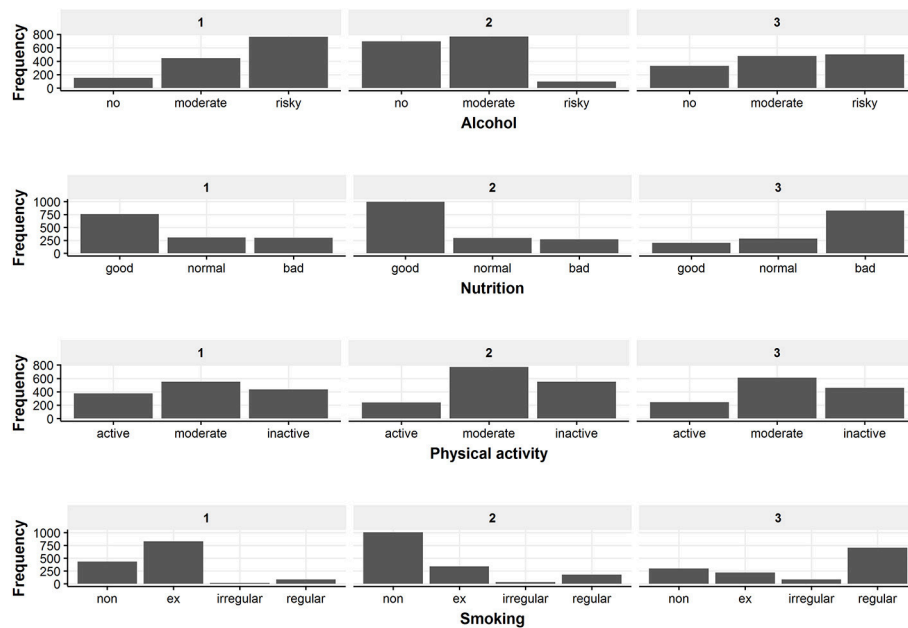 1 2 3
Frequency
800
600
400
200
0
no moderate risky no moderate risky no moderate risky
Alcohol
1 2 3
Frequency
1000
750
500
250
0
good normal bad good normal bad good normal bad
Nutrition
1 2 3
Frequency
800
600
400
200
0
active moderate inactive active moderate inactive active moderate inactive
Physical activity
1 2 3
Frequency
1000
750
500
250
0
non ex irregular regular non ex irregular regular non ex irregular regular
Smoking